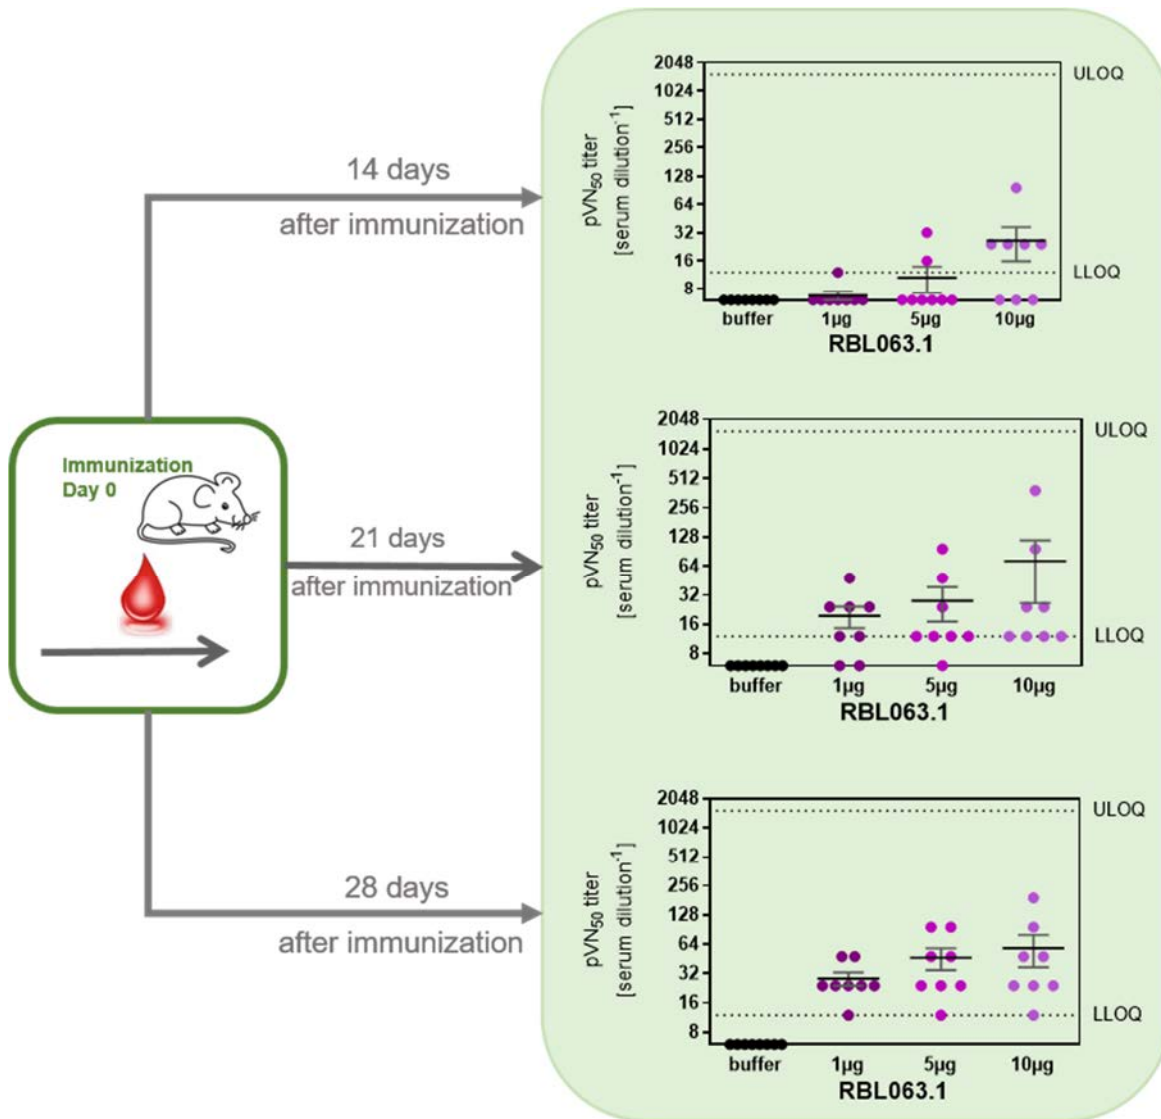 Immunization
Day 0
14 days
after immunization
21 days
after immunization
28 days
after immunization
pVN50 titer
[serum dilution-1]
2048
1024
512
256
128
64
32
16
8
ULOQ
LLOQ
buffer
1µg
5µg
10µg
RBL063.1
pVN50 titer
[serum dilution-1]
2048
1024
512
256
128
64
32
16
8
ULOQ
LLOQ
buffer
1µg
5µg
10µg
RBL063.1
pVN50 titer
[serum dilution-1]
2048
1024
512
256
128
64
32
16
8
ULOQ
LLOQ
buffer
1µg
5µg
10µg
RBL063.1